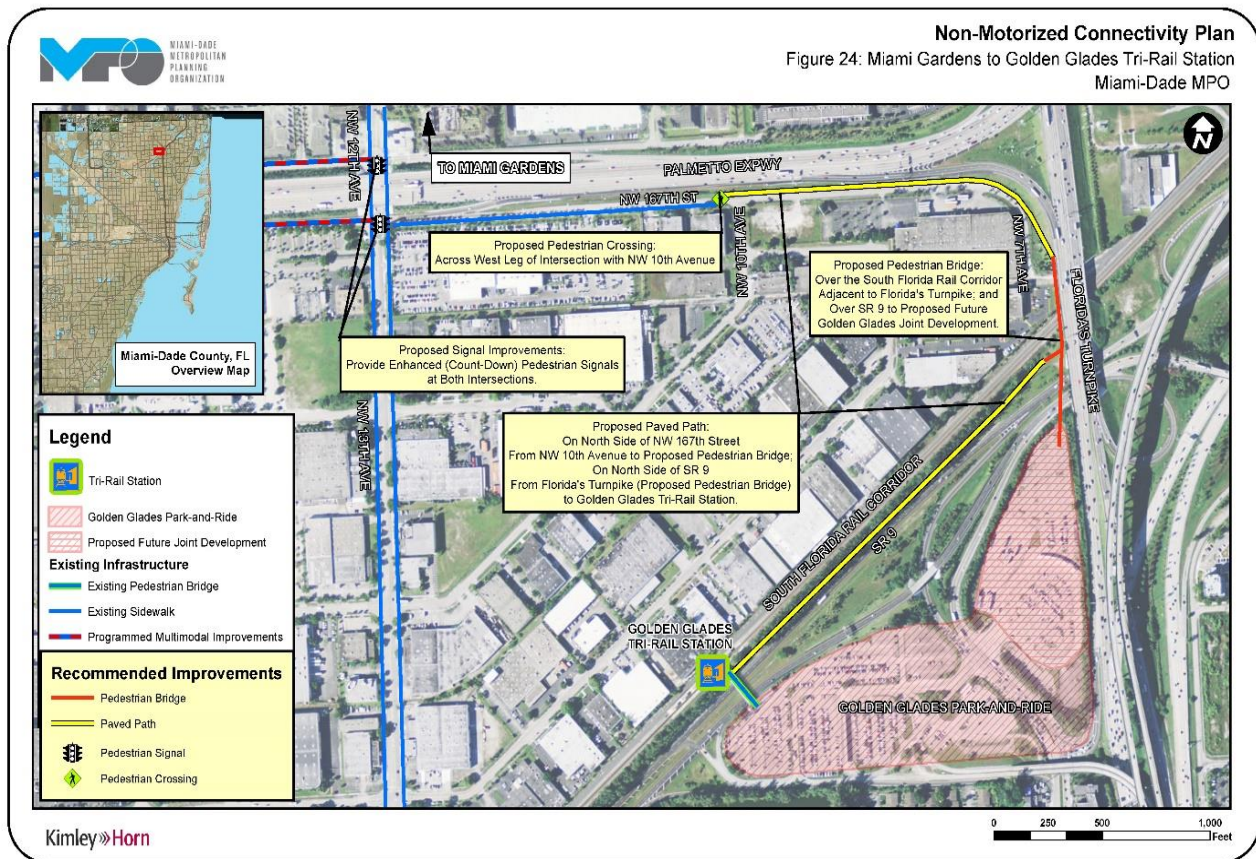 MPO
MIAMI-DADE
METROPOLITAN
PLANNING
ORGANIZATION
Non-Motorized Connectivity Plan
Figure 24: Miami Gardens to Golden Glades Tri-Rail Station
Miami-Dade MPO
Miami-Dade County, FL
Overview Map
NW 12TH AVE
TO MIAMI GARDENS
PALMETTO EXPWY
N
NW 167TH ST
NW 10TH AVE
NW 7TH AVE
FLORIDA'S TURNPIKE
Proposed Pedestrian Crossing:
Across West Leg of Intersection with NW 10th Avenue
Proposed Pedestrian Bridge:
Over the South Florida Rail Corridor
Adjacent to Florida's Turnpike; and
Over SR 9 to Proposed Future
Golden Glades Joint Development.
Proposed Signal Improvements:
Provide Enhanced (Count-Down) Pedestrian Signals
at Both Intersections.
NW 13TH AVE
Proposed Paved Path:
On North Side of NW 167th Street
From NW 10th Avenue to Proposed Pedestrian Bridge;
On North Side of SR 9
From Florida's Turnpike (Proposed Pedestrian Bridge)
to Golden Glades Tri-Rail Station.
SOUTH FLORIDA RAIL CORRIDOR
SR 9
GOLDEN GLADES
TRI-RAIL STATION
GOLDEN GLADES PARK-AND-RIDE
Legend
Tri-Rail Station
Golden Glades Park-and-Ride
Proposed Future Joint Development
Existing Infrastructure
Existing Pedestrian Bridge
Existing Sidewalk
Programmed Multimodal Improvements
Recommended Improvements
Pedestrian Bridge
Paved Path
Pedestrian Signal
Pedestrian Crossing
Kimley»Horn
0 250 500 1,000
Feet